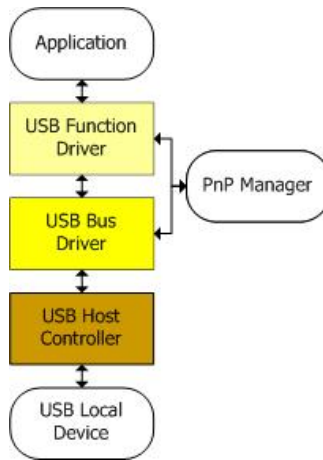 Application
USB Function
Driver
PnP Manager
USB Bus
Driver
USB Host
Controller
USB Local
Device